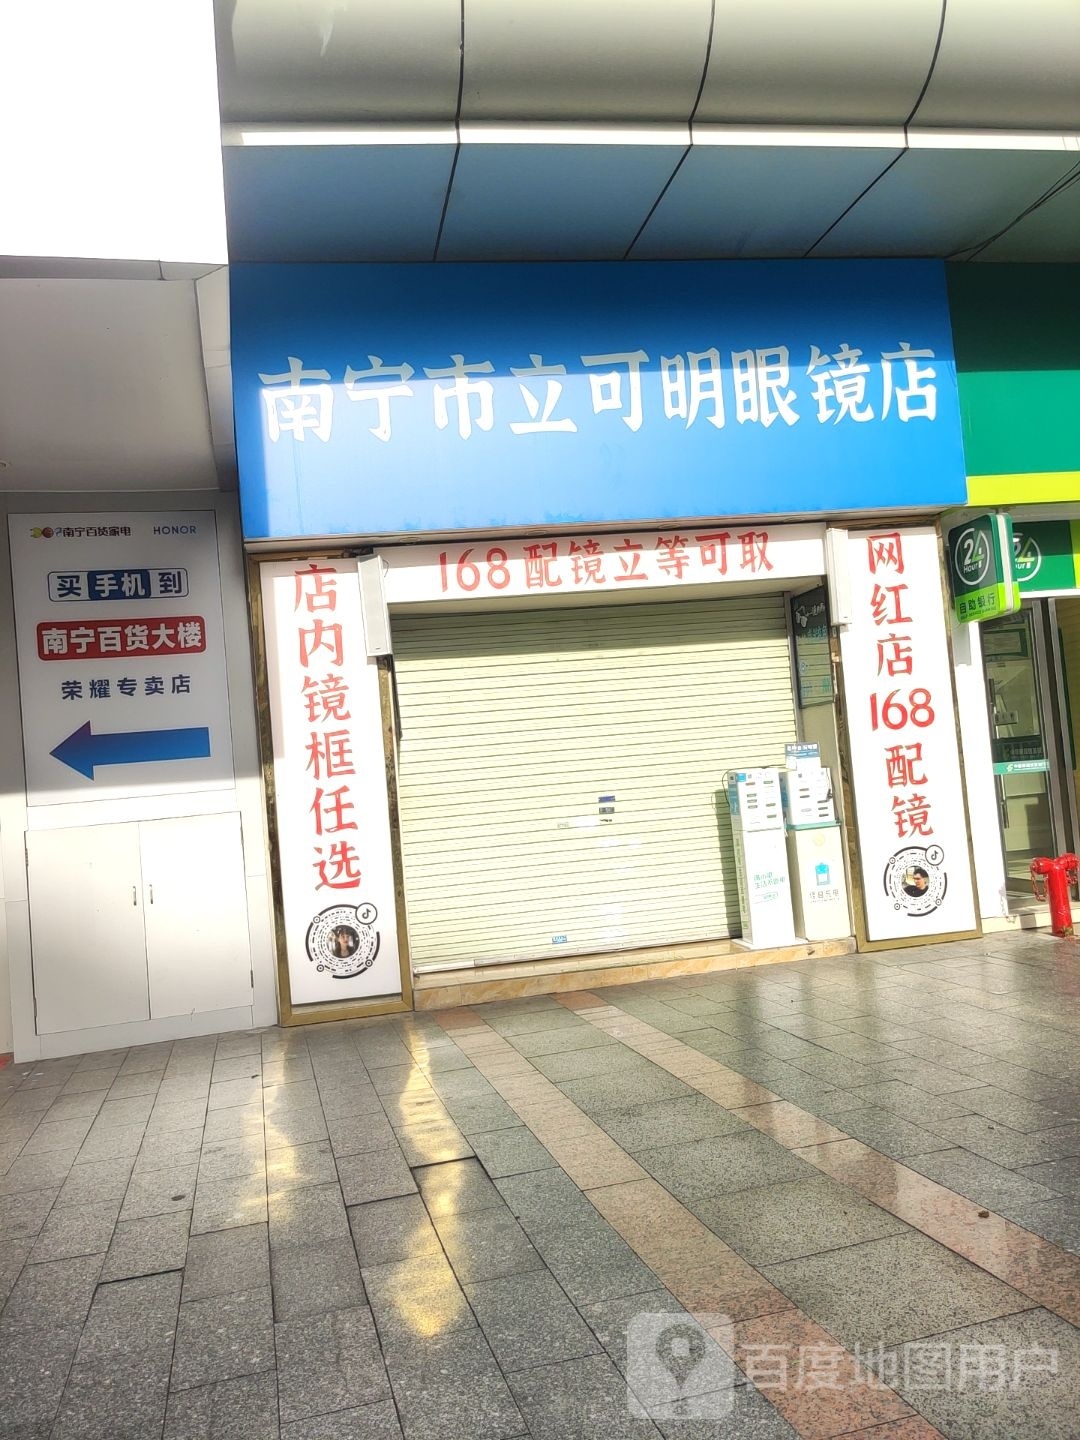 南宁市立可明眼镜店
南宁百货家电 HONOR
买手机到
南宁百货大楼
荣耀专卖店
168配镜立等可取
店内镜框任选
网红店168配镜
24
Hour
自助银行
24
百度地图用户